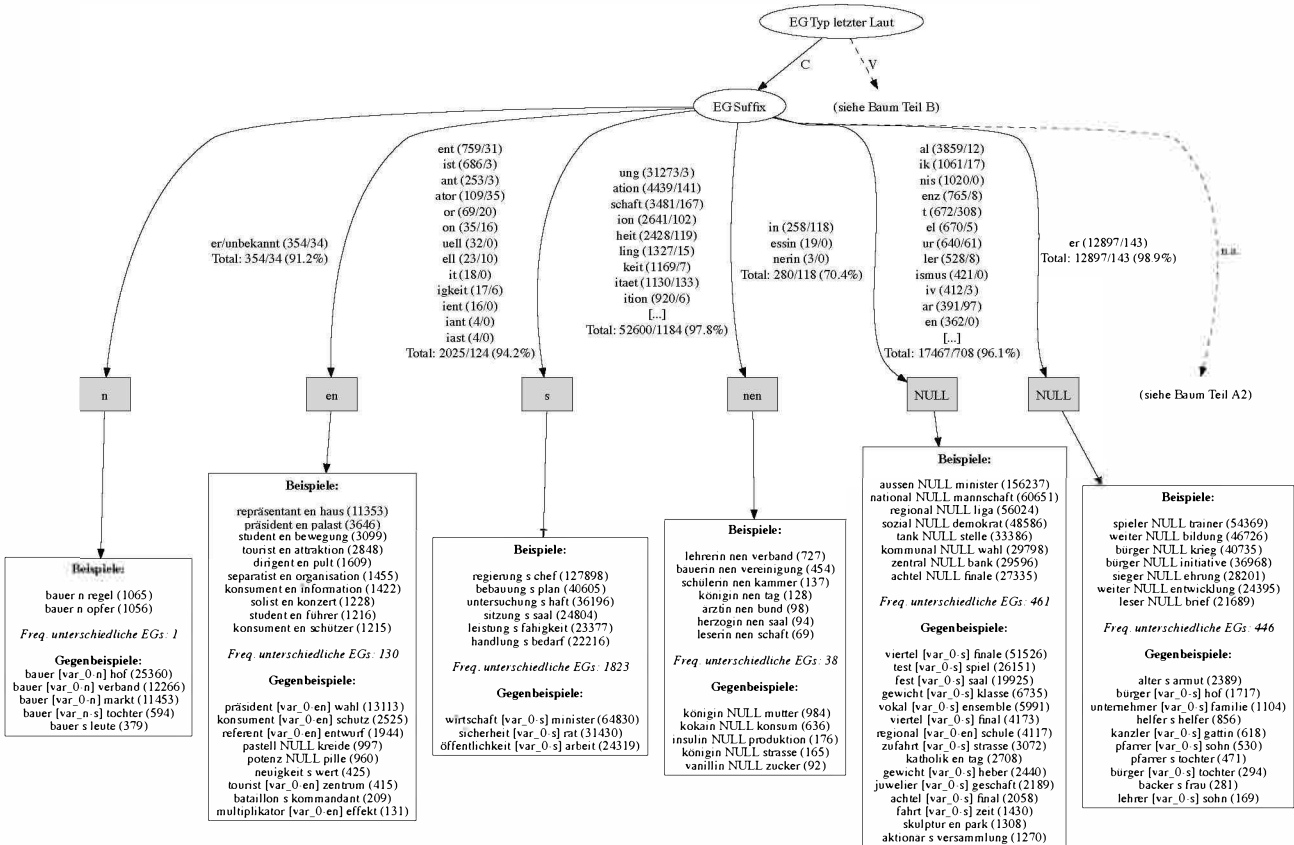 EG Typ letzter Laut
C
V
EG Suffix
(siehe Baum Teil B)
er/unbekannt (354/34)
Total: 354/34 (91.2%)
ent (759/31)
ist (686/3)
ant (253/3)
ator (109/35)
or (69/20)
on (35/16)
uell (32/0)
ell (23/10)
it (18/0)
igkeit (17/6)
ient (16/0)
iant (4/0)
iast (4/0)
Total: 2025/124 (94.2%)
ung (31273/3)
ation (4439/141)
schaft (3481/167)
ion (2641/102)
heit (2428/119)
ling (1327/15)
keit (1169/7)
itaet (1130/133)
ition (920/6)
[...]
Total: 52600/1184 (97.8%)
in (258/118)
essin (19/0)
nerin (3/0)
Total: 280/118 (70.4%)
al (3859/12)
ik (1061/17)
nis (1020/0)
enz (765/8)
t (672/308)
el (670/5)
ur (640/61)
ler (528/8)
ismus (421/0)
iv (412/3)
ar (391/97)
en (362/0)
[...]
Total: 17467/708 (96.1%)
er (12897/143)
Total: 12897/143 (98.9%)
n.a.
n
en
s
nen
NULL
NULL
(siehe Baum Teil A2)
Beispiele:
bauer n regel (1065)
bauer n opfer (1056)
Freq. unterschiedliche EGs: 1
Gegenbeispiele:
bauer [var_0-n] hof (25360)
bauer [var_0-n] verband (12266)
bauer [var_0-n] markt (11453)
bauer [var_n-s] tochter (594)
bauer s leute (379)
Beispiele:
repräsentant en haus (11353)
präsident en palast (3646)
student en bewegung (3099)
tourist en attraktion (2848)
dirigent en pult (1609)
separatist en organisation (1455)
konsument en information (1422)
solist en konzert (1228)
student en führer (1216)
konsument en schützer (1215)
Freq. unterschiedliche EGs: 130
Gegenbeispiele:
präsident [var_0-en] wahl (13113)
konsument [var_0-en] schutz (2525)
referent [var_0-en] entwurf (1944)
pastell NULL kreide (997)
potenz NULL pille (960)
neuigkeit s wert (425)
tourist [var_0-en] zentrum (415)
bataillon s kommandant (209)
multiplikator [var_0-en] effekt (131)
Beispiele:
regierung s chef (127898)
bebauung s plan (40605)
untersuchung s haft (36196)
sitzung s saal (24804)
leistung s fahigkeit (23377)
handlung s bedarf (22216)
Freq. unterschiedliche EGs: 1823
Gegenbeispiele:
wirtschaft [var_0-s] minister (64830)
sicherheit [var_0-s] rat (31430)
öffentlichkeit [var_0-s] arbeit (24319)
Beispiele:
lehrerin nen verband (727)
bauerin nen vereinigung (454)
schülerin nen kammer (137)
königin nen tag (128)
arztin nen bund (98)
herzogin nen saal (94)
leserin nen schaft (69)
Freq. unterschiedliche EGs: 38
Gegenbeispiele:
königin NULL mutter (984)
kokain NULL konsum (636)
insulin NULL produktion (176)
königin NULL strasse (165)
vanillin NULL zucker (92)
Beispiele:
aussen NULL minister (156237)
national NULL mannschaft (60651)
regional NULL liga (56024)
sozial NULL demokrat (48586)
tank NULL stelle (33386)
kommunal NULL wahl (29798)
zentral NULL bank (29596)
achtel NULL finale (27335)
Freq. unterschiedliche EGs: 461
Gegenbeispiele:
viertel [var_0-s] finale (51526)
test [var_0-s] spiel (26151)
fest [var_0-s] saal (19925)
gewicht [var_0-s] klasse (6735)
vokal [var_0-s] ensemble (5991)
viertel [var_0-s] final (4173)
regional [var_0-en] schule (4117)
zufahrt [var_0-s] strasse (3072)
katholik en tag (2708)
gewicht [var_0-s] heber (2440)
juwelier [var_0-s] geschaft (2189)
achtel [var_0-s] final (2058)
fahrt [var_0-s] zeit (1430)
skulptur en park (1308)
aktionar s versammlung (1270)
Beispiele:
spieler NULL trainer (54369)
weiter NULL bildung (46726)
bürger NULL krieg (40735)
bürger NULL initiative (36968)
sieger NULL ehrung (28201)
weiter NULL entwicklung (24395)
leser NULL brief (21689)
Freq. unterschiedliche EGs: 446
Gegenbeispiele:
alter s armut (2389)
bürger [var_0-s] hof (1717)
unternehmer [var_0-s] familie (1104)
helfer s helfer (856)
kanzler [var_0-s] gattin (618)
pfarrer [var_0-s] sohn (530)
pfarrer s tochter (471)
bürger [var_0-s] tochter (294)
backer s frau (281)
lehrer [var_0-s] sohn (169)